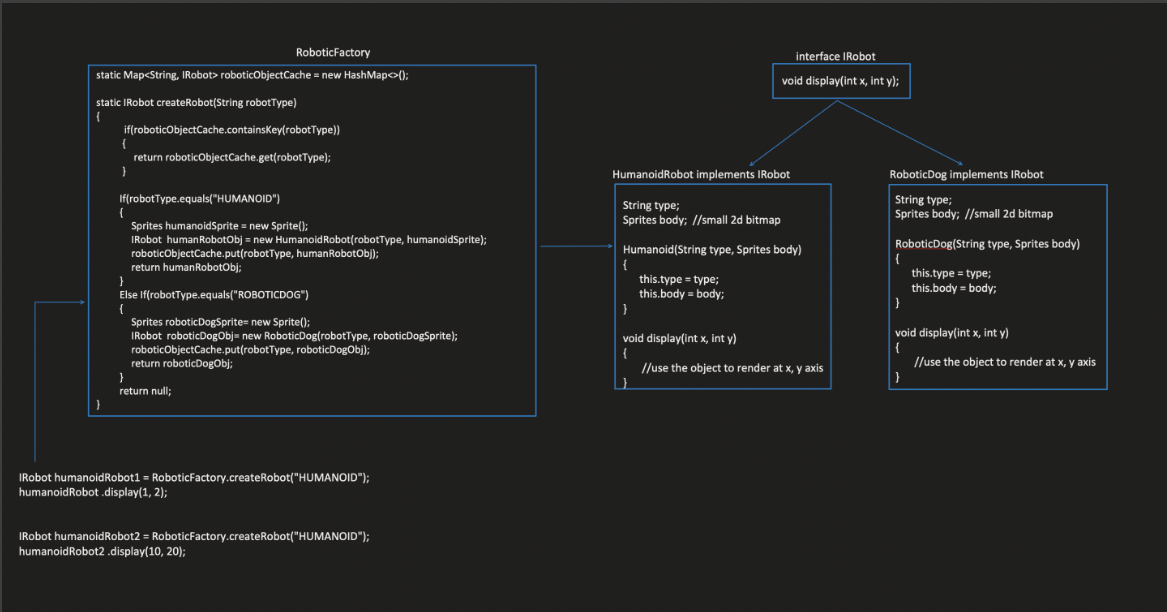 RoboticFactory
static Map<String, IRobot> roboticObjectCache = new HashMap<>();
static IRobot createRobot(String robotType)
{
if(roboticObjectCache.containsKey(robotType))
{
return roboticObjectCache.get(robotType);
}
If(robotType.equals("HUMANOID")
{
Sprites humanoidSprite = new Sprite();
IRobot humanRobotObj = new HumanoidRobot(robotType, humanoidSprite);
roboticObjectCache.put(robotType, humanRobotObj);
return humanRobotObj;
}
Else If(robotType.equals("ROBOTICDOG")
{
Sprites roboticDogSprite= new Sprite();
IRobot roboticDogObj= new RoboticDog(robotType, roboticDogSprite);
roboticObjectCache.put(robotType, roboticDogObj);
return roboticDogObj;
}
return null;
}
interface IRobot
void display(int x, int y);
HumanoidRobot implements IRobot
String type;
Sprites body; //small 2d bitmap
Humanoid(String type, Sprites body)
{
this.type = type;
this.body = body;
}
void display(int x, int y)
{
//use the object to render at x, y axis
}
RoboticDog implements IRobot
String type;
Sprites body; //small 2d bitmap
RoboticDog(String type, Sprites body)
{
this.type = type;
this.body = body;
}
void display(int x, int y)
{
//use the object to render at x, y axis
}
IRobot humanoidRobot1 = RoboticFactory.createRobot("HUMANOID");
humanoidRobot .display(1, 2);
IRobot humanoidRobot2 = RoboticFactory.createRobot("HUMANOID");
humanoidRobot2 .display(10, 20);